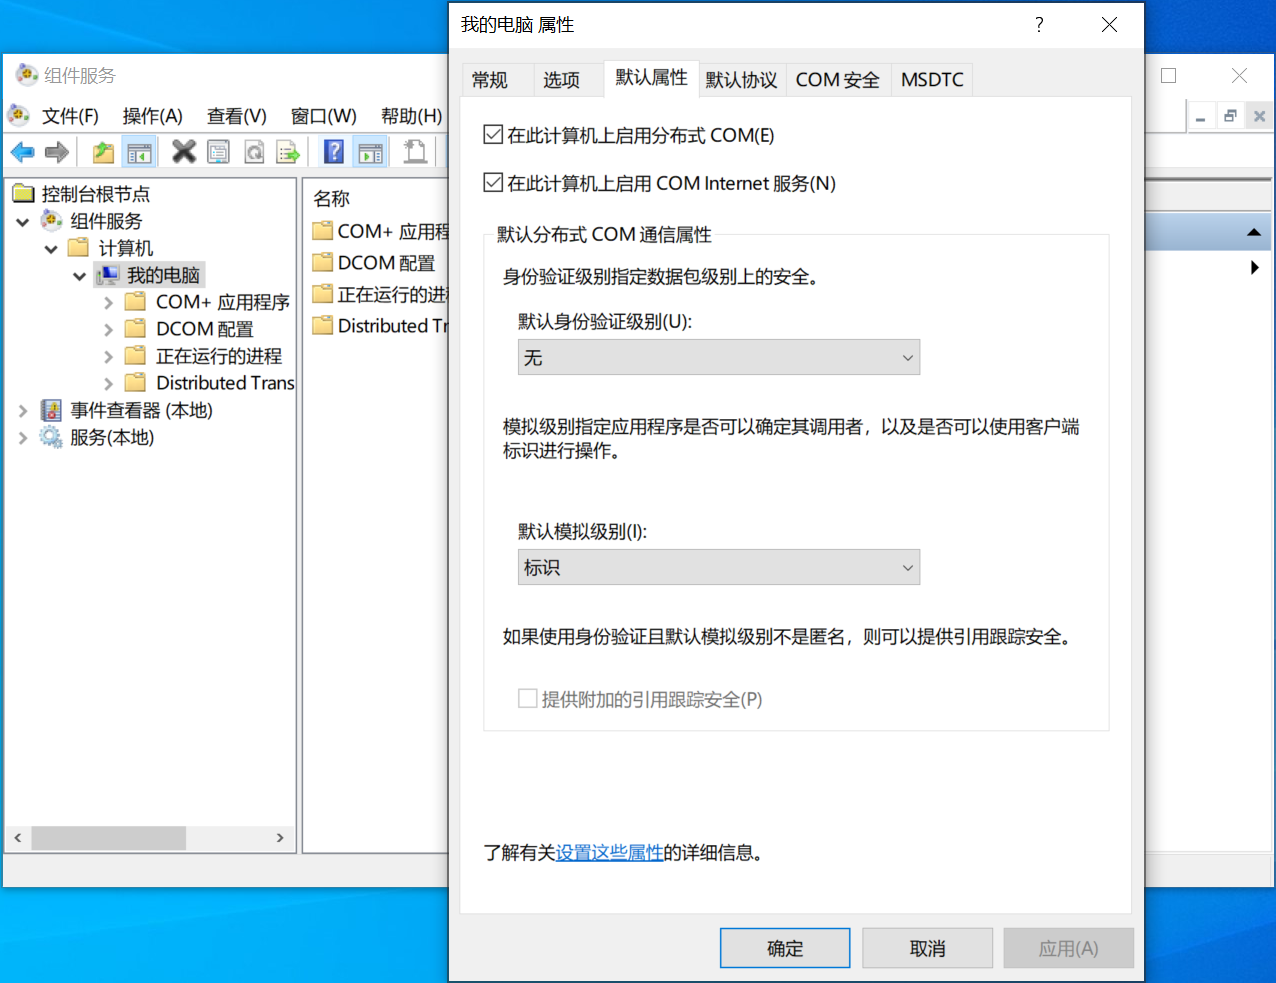 我的电脑 属性
?
组件服务
文件(F) 操作(A) 查看(V) 窗口(W) 帮助(H)
控制台根节点
组件服务
计算机
我的电脑
COM+ 应用程序
DCOM 配置
正在运行的进程
Distributed Trans
事件查看器 (本地)
服务(本地)
名称
COM+ 应用程
DCOM 配置
正在运行的进
Distributed Tr
常规 选项 默认属性 默认协议 COM 安全 MSDTC
在此计算机上启用分布式 COM(E)
在此计算机上启用 COM Internet 服务(N)
默认分布式 COM 通信属性
身份验证级别指定数据包级别上的安全。
默认身份验证级别(U):
无
模拟级别指定应用程序是否可以确定其调用者，以及是否可以使用客户端
标识进行操作。
默认模拟级别(I):
标识
如果使用身份验证且默认模拟级别不是匿名，则可以提供引用跟踪安全。
提供附加的引用跟踪安全(P)
了解有关设置这些属性的详细信息。
确定 取消 应用(A)